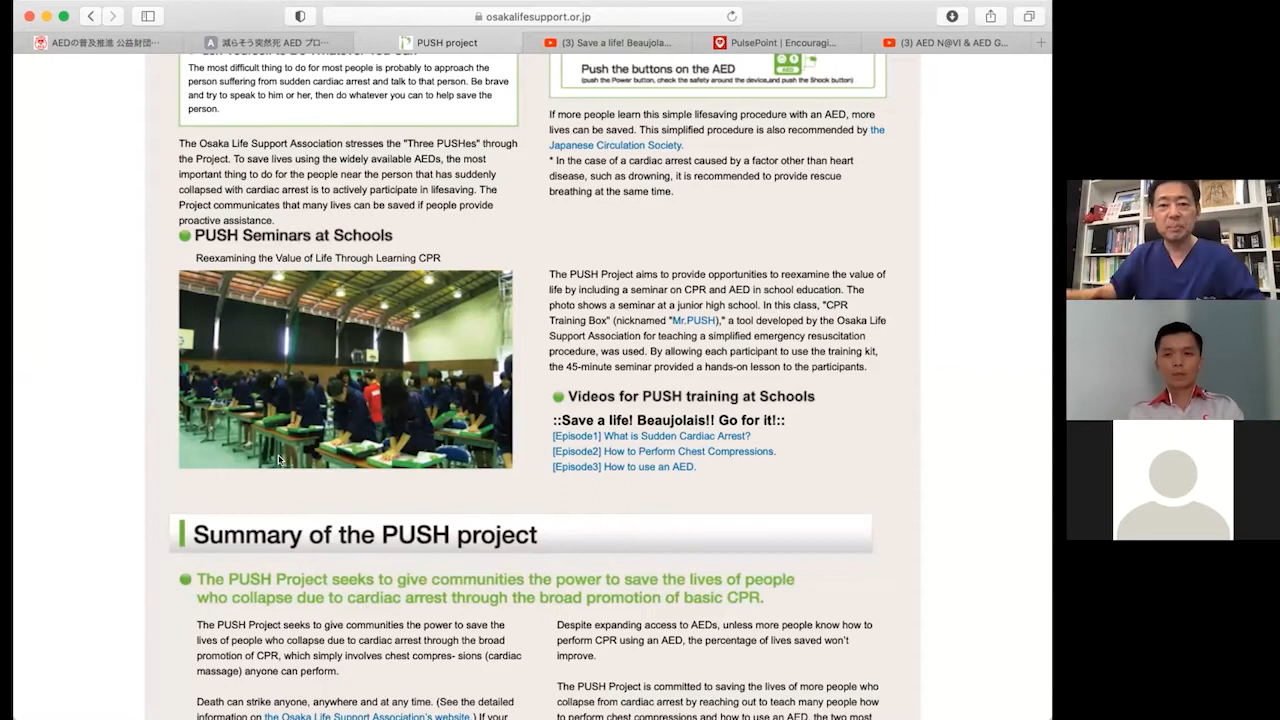 osakalifesupport.or.jp
AEDの普及推進 公益財団…
減らそう突然死 AED プロ…
PUSH project
(3) Save a life! Beaujola...
PulsePoint | Encouragi...
(3) AED N@VI & AED G...
The most difficult thing to do for most people is probably to approach the
person suffering from sudden cardiac arrest and talk to that person. Be brave
and try to speak to him or her, then do whatever you can to help save the
person.
The Osaka Life Support Association stresses the "Three PUSHes" through
the Project. To save lives using the widely available AEDs, the most
important thing to do for the people near the person that has suddenly
collapsed with cardiac arrest is to actively participate in lifesaving. The
Project communicates that many lives can be saved if people provide
proactive assistance.
Push the buttons on the AED
(push the Power button, check the safety around the device,and push the Shock button)
AED
If more people learn this simple lifesaving procedure with an AED, more
lives can be saved. This simplified procedure is also recommended by the
Japanese Circulation Society.
* In the case of a cardiac arrest caused by a factor other than heart
disease, such as drowning, it is recommended to provide rescue
breathing at the same time.
PUSH Seminars at Schools
Reexamining the Value of Life Through Learning CPR
The PUSH Project aims to provide opportunities to reexamine the value of
life by including a seminar on CPR and AED in school education. The
photo shows a seminar at a junior high school. In this class, "CPR
Training Box" (nicknamed "Mr.PUSH)," a tool developed by the Osaka Life
Support Association for teaching a simplified emergency resuscitation
procedure, was used. By allowing each participant to use the training kit,
the 45-minute seminar provided a hands-on lesson to the participants.
Videos for PUSH training at Schools
::Save a life! Beaujolais!! Go for it!::
[Episode1] What is Sudden Cardiac Arrest?
[Episode2] How to Perform Chest Compressions.
[Episode3] How to use an AED.
Summary of the PUSH project
The PUSH Project seeks to give communities the power to save the lives of people
who collapse due to cardiac arrest through the broad promotion of basic CPR.
The PUSH Project seeks to give communities the power to save the
lives of people who collapse due to cardiac arrest through the broad
promotion of CPR, which simply involves chest compres- sions (cardiac
massage) anyone can perform.
Death can strike anyone, anywhere and at any time. (See the detailed
information on the Osaka Life Support Association's website.) If your
Despite expanding access to AEDs, unless more people know how to
perform CPR using an AED, the percentage of lives saved won't
improve.
The PUSH Project is committed to saving the lives of more people who
collapse from cardiac arrest by reaching out to teach many people how
to perform chest compressions and how to use an AED, the two most